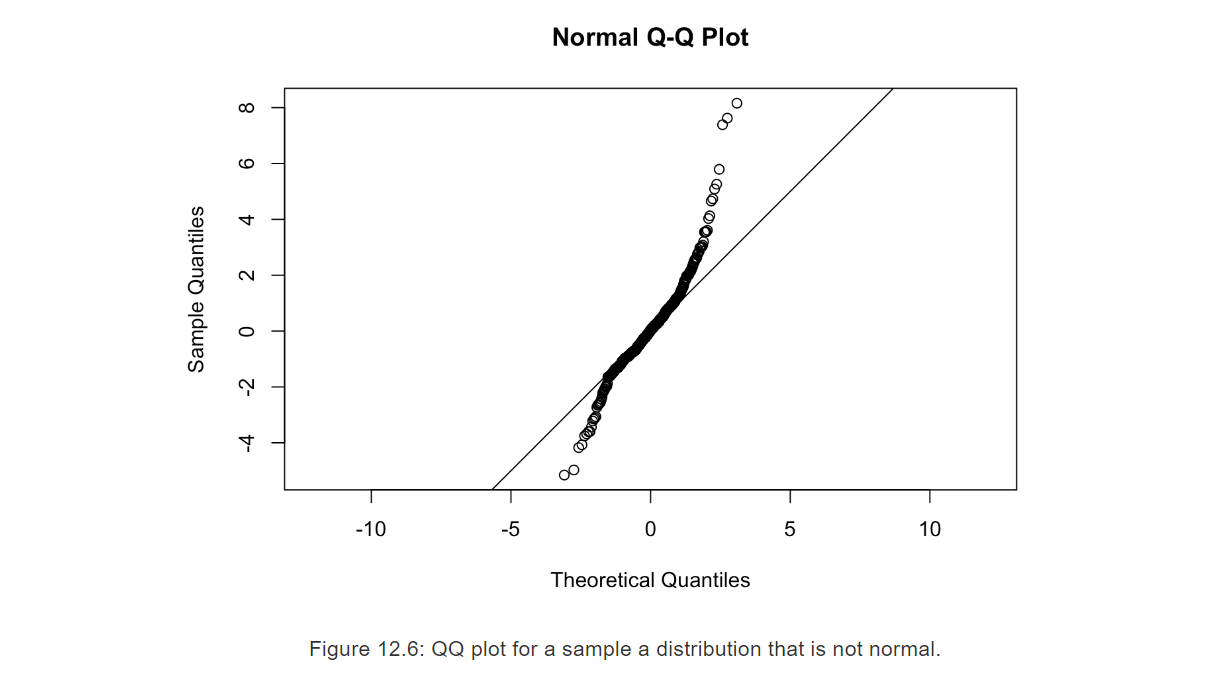 Normal Q-Q Plot
8
6
4
2
0
-2
-4
Sample Quantiles
-10 -5 0 5 10
Theoretical Quantiles
Figure 12.6: QQ plot for a sample a distribution that is not normal.